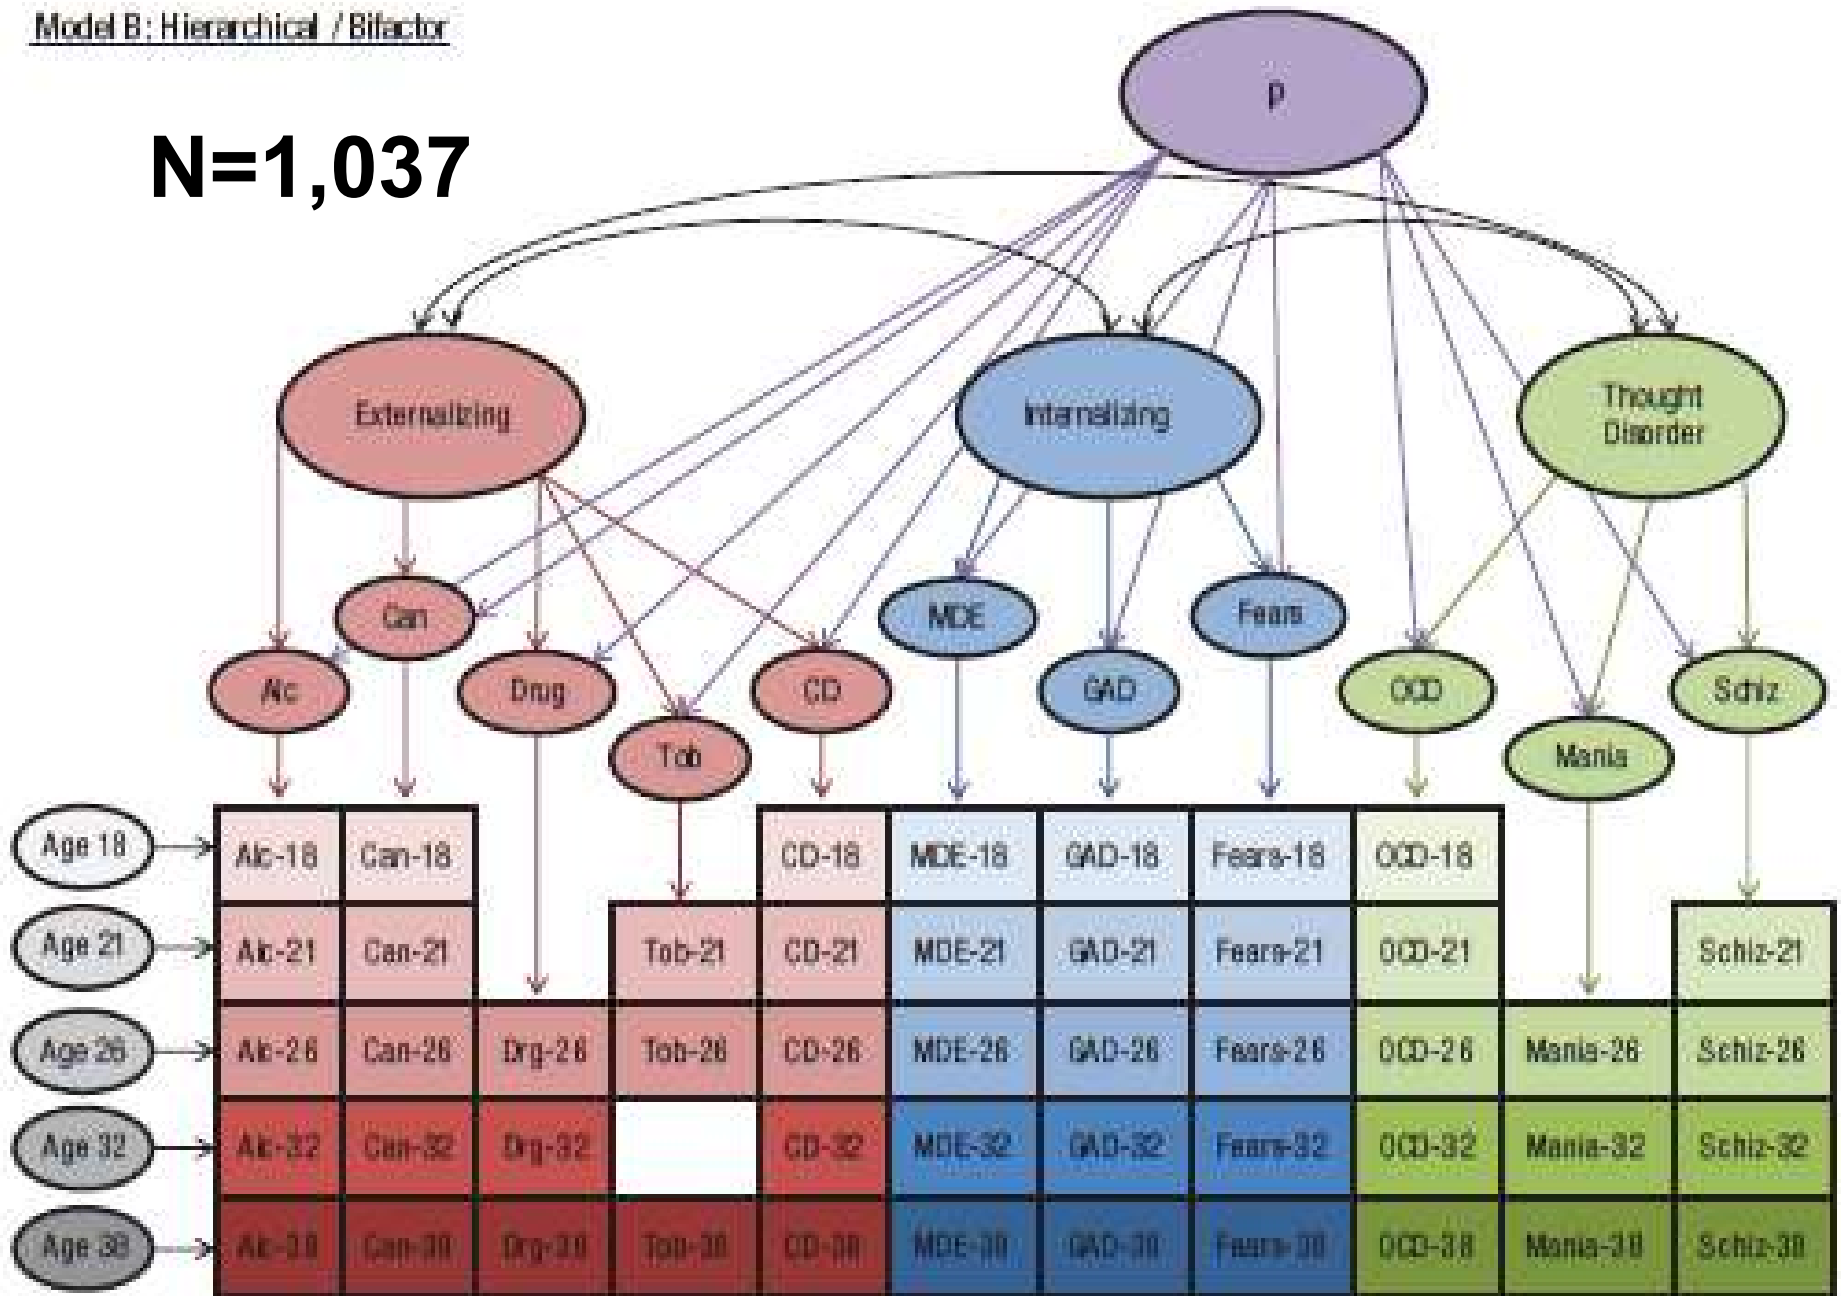 Model B: Hierarchical / Bifactor
p
N=1,037
Externalizing
Internalizing
Thought
Disorder
Can
MDE
Fears
Alc
Drug
CD
GAD
OCD
Schiz
Tob
Mania
Age 18
Alc-18
Can-18
CD-18
MDE-18
GAD-18
Fears-18
OCD-18
Age 21
Alc-21
Can-21
Tob-21
CD-21
MDE-21
GAD-21
Fears-21
OCD-21
Schiz-21
Age 26
Alc-26
Can-26
Drg-26
Tob-26
CD-26
MDE-26
GAD-26
Fears-26
OCD-26
Mania-26
Schiz-26
Age 32
Alc-32
Can-32
Drg-32
CD-32
MDE-32
GAD-32
Fears-32
OCD-32
Mania-32
Schiz-32
Age 38
Alc-38
Can-38
Drg-38
Tob-38
CD-38
MDE-38
GAD-38
Fears-38
OCD-38
Mania-38
Schiz-38